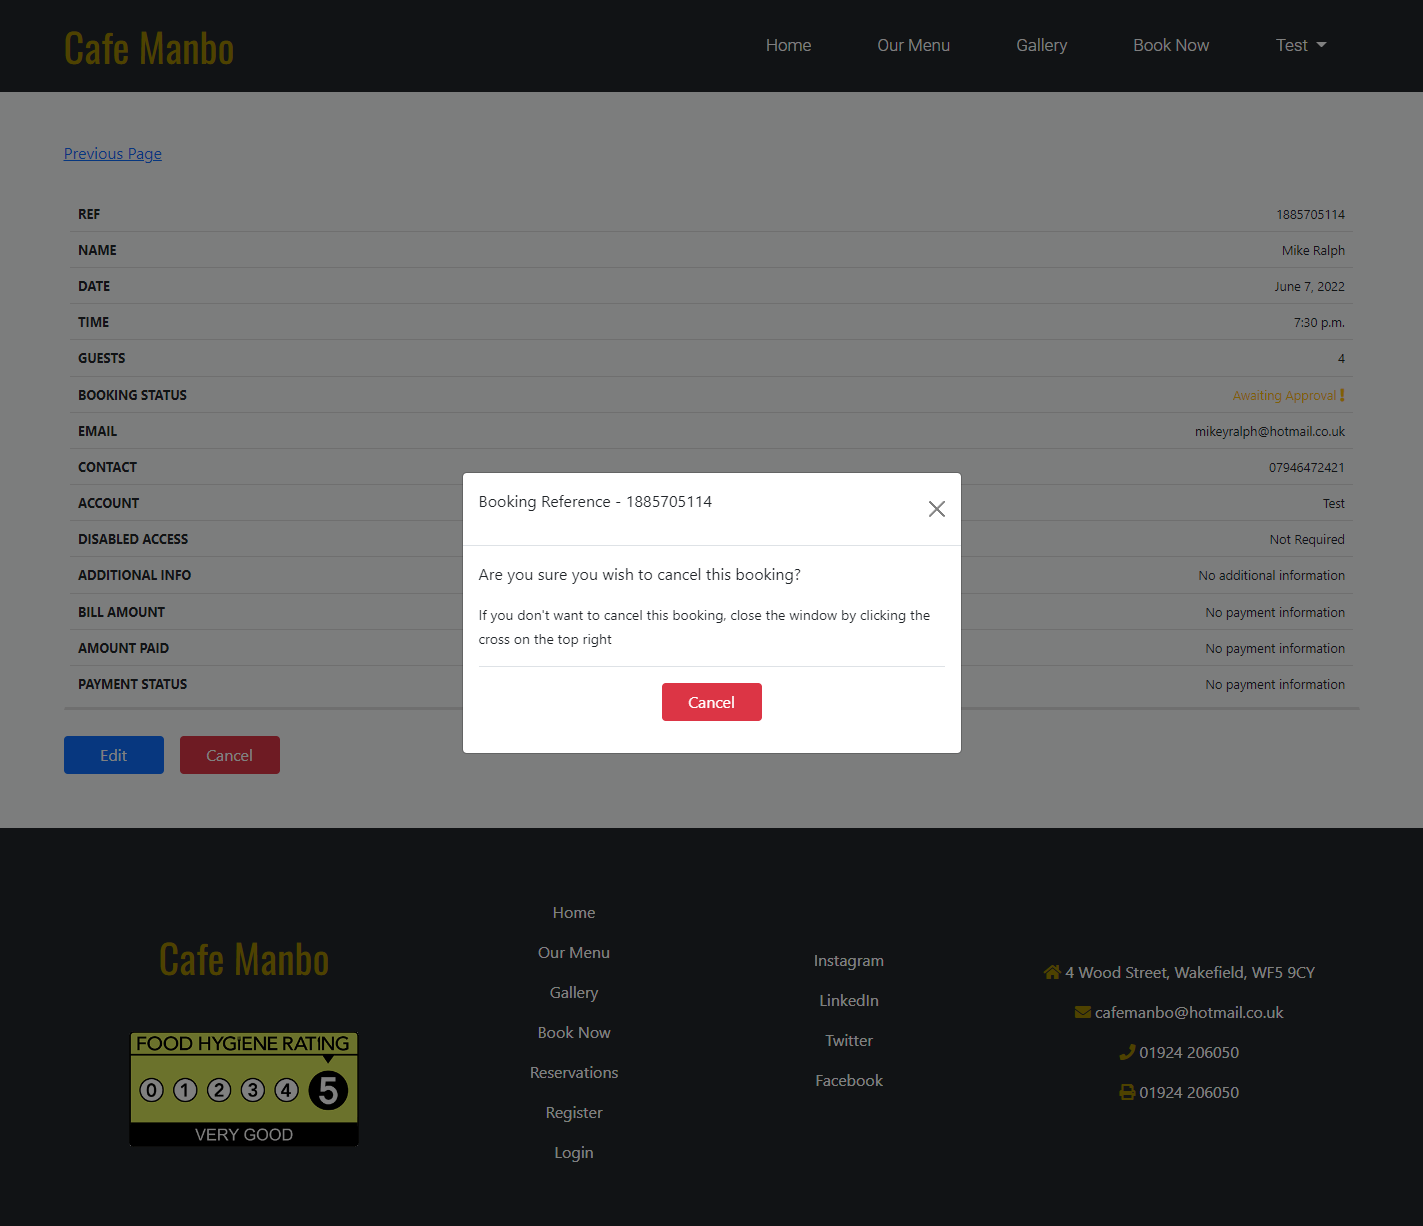 Cafe Manbo
Home
Our Menu
Gallery
Book Now
Test
Previous Page
REF 1885705114
NAME Mike Ralph
DATE June 7, 2022
TIME 7:30 p.m.
GUESTS 4
BOOKING STATUS Awaiting Approval !
EMAIL mikeyralph@hotmail.co.uk
CONTACT 07946472421
ACCOUNT Test
DISABLED ACCESS Not Required
ADDITIONAL INFO No additional information
BILL AMOUNT No payment information
AMOUNT PAID No payment information
PAYMENT STATUS No payment information
Booking Reference - 1885705114
Are you sure you wish to cancel this booking?
If you don't want to cancel this booking, close the window by clicking the
cross on the top right
Cancel
Edit
Cancel
Cafe Manbo
FOOD HYGIENE RATING
0 1 2 3 4 5
VERY GOOD
Home
Our Menu
Gallery
Book Now
Reservations
Register
Login
Instagram
LinkedIn
Twitter
Facebook
4 Wood Street, Wakefield, WF5 9CY
cafemanbo@hotmail.co.uk
01924 206050
01924 206050